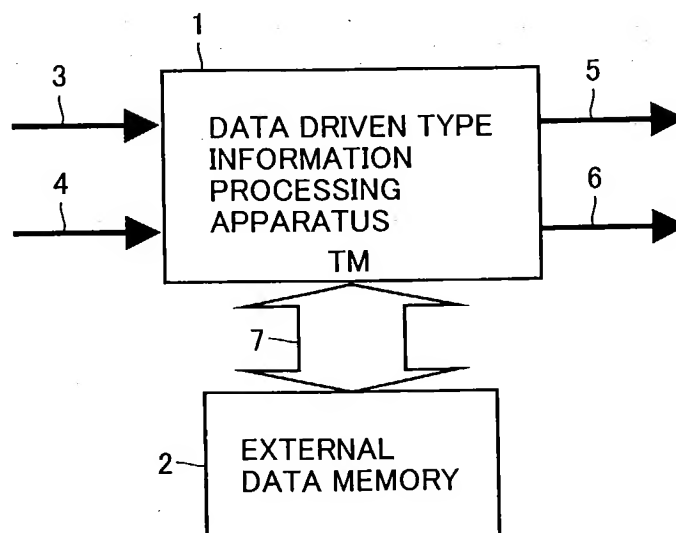 1
3
5
DATA DRIVEN TYPE
INFORMATION
PROCESSING
APPARATUS
4
6
TM
7
2
EXTERNAL
DATA MEMORY